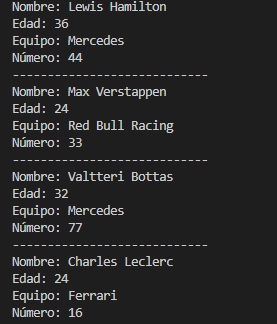 Nombre: Lewis Hamilton
Edad: 36
Equipo: Mercedes
Número: 44
----------------------------
Nombre: Max Verstappen
Edad: 24
Equipo: Red Bull Racing
Número: 33
----------------------------
Nombre: Valtteri Bottas
Edad: 32
Equipo: Mercedes
Número: 77
----------------------------
Nombre: Charles Leclerc
Edad: 24
Equipo: Ferrari
Número: 16